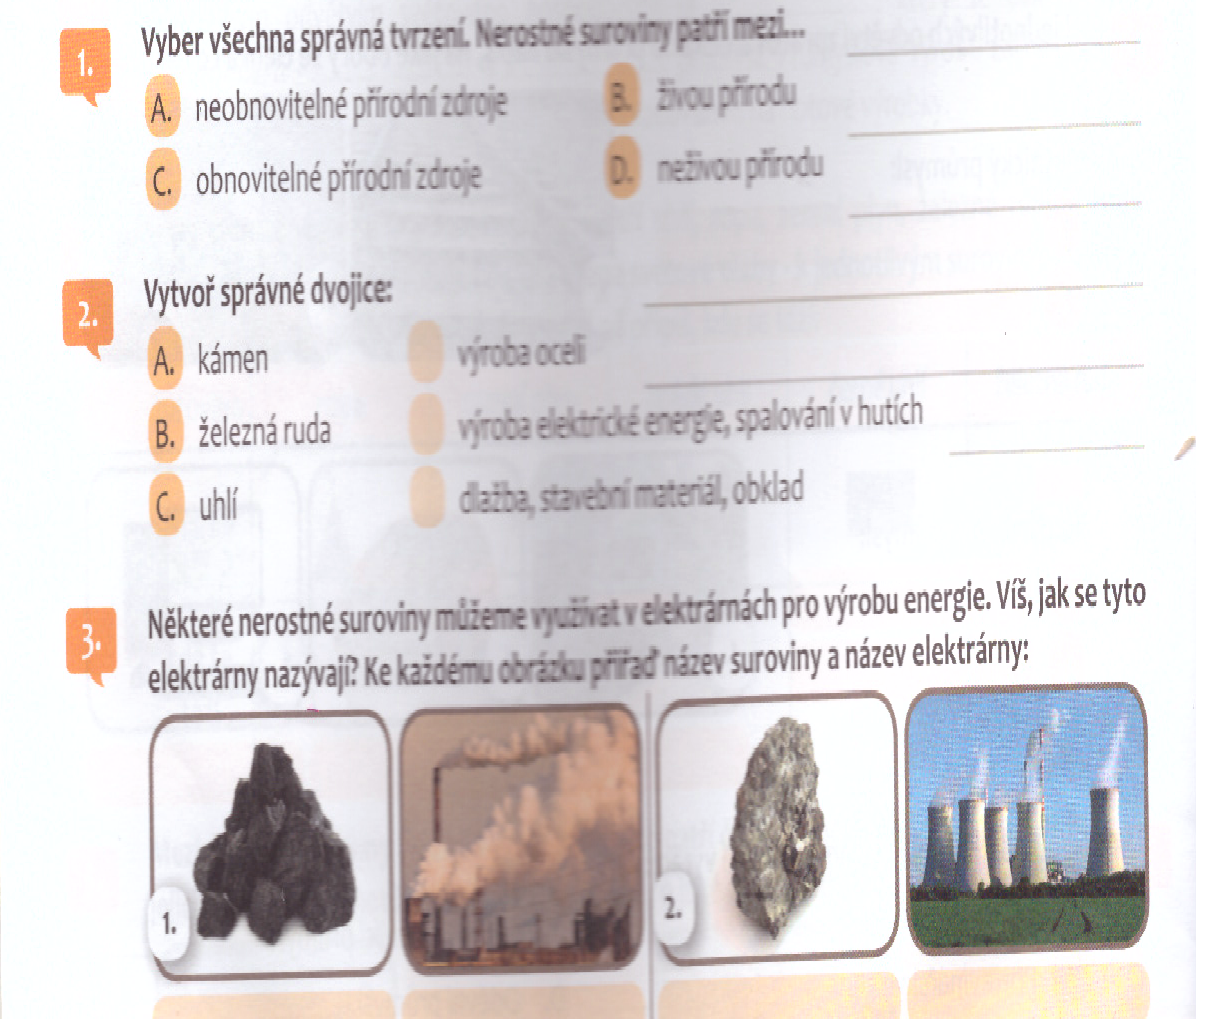 1. Vyber všechna správná tvrzení. Nerostné suroviny patří mezi...
A. neobnovitelné přírodní zdroje B. živou přírodu
C. obnovitelné přírodní zdroje D. neživou přírodu
2. Vytvoř správné dvojice:
A. kámen výroba oceli
B. železná ruda výroba elektrické energie, spalování v hutích
C. uhlí dlažba, stavební materiál, obklad
3. Některé nerostné suroviny můžeme využívat v elektrárnách pro výrobu energie. Víš, jak se tyto
elektrárny nazývají? Ke každému obrázku přiřaď název suroviny a název elektrárny:
1. 2.